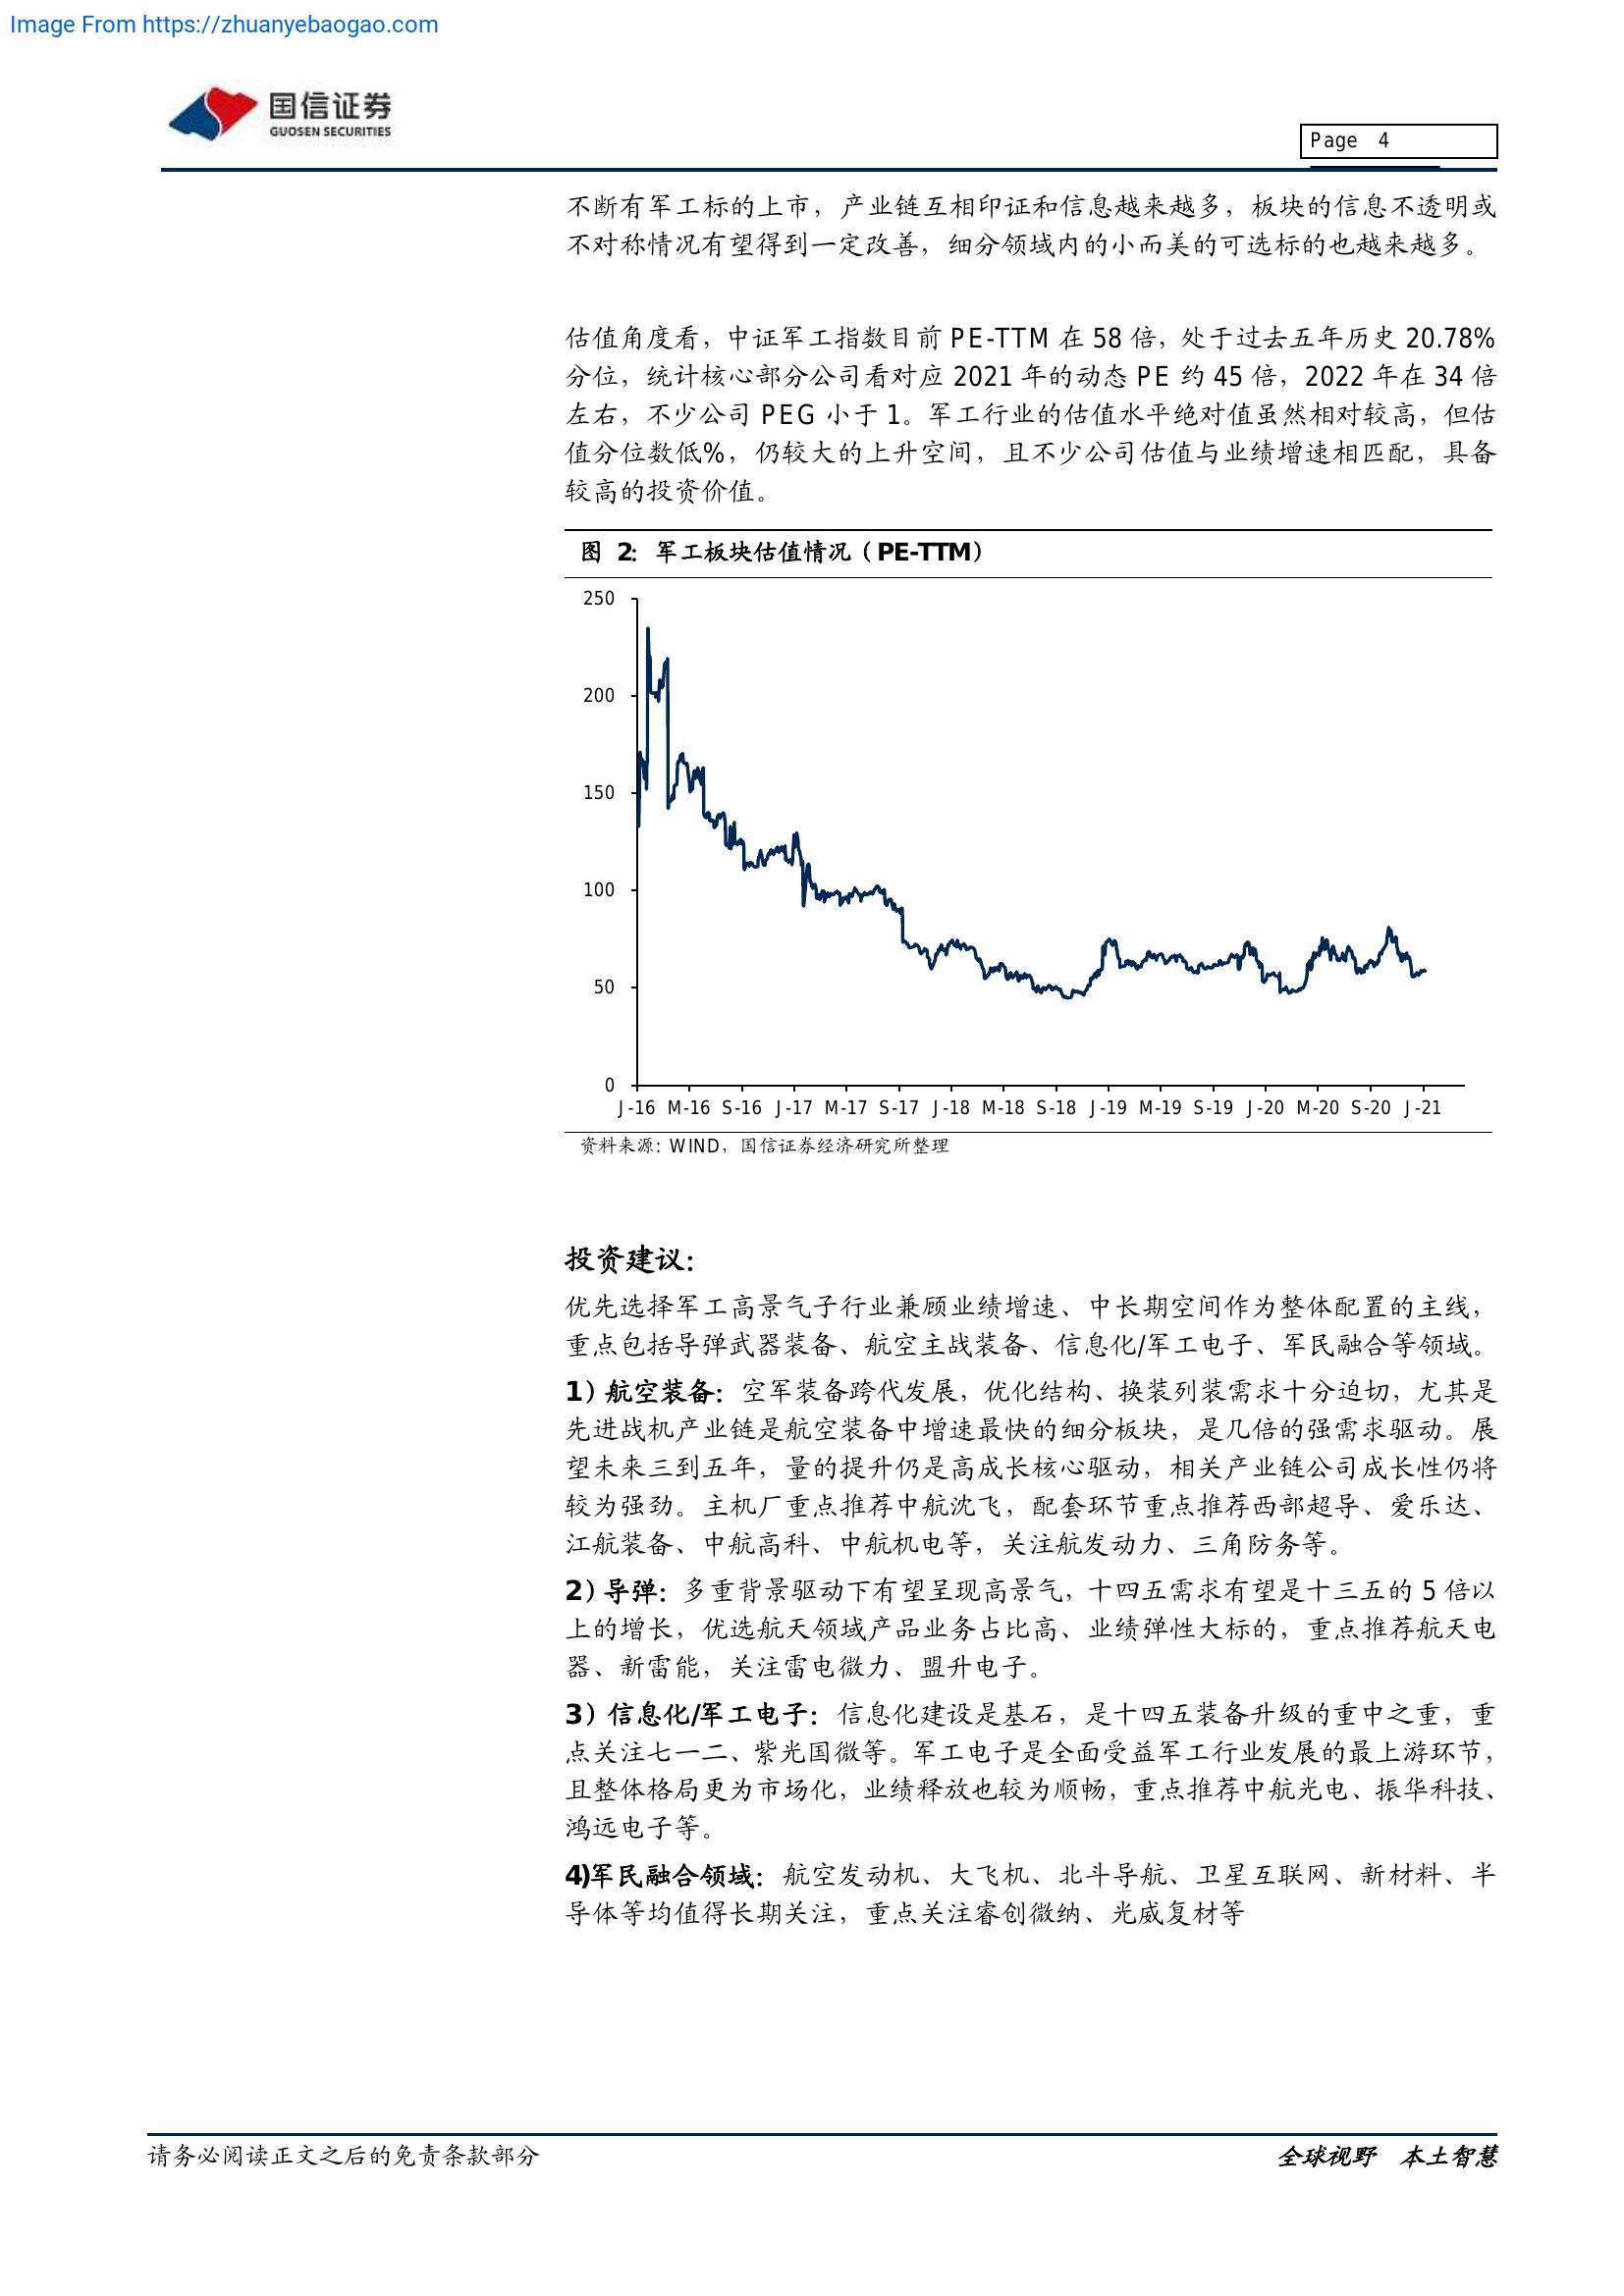 Image From https://zhuanyebaogao.com
国信证券
GUOSEN SECURITIES
Page 4
不断有军工标的上市，产业链互相印证和信息越来越多，板块的信息不透明或
不对称情况有望得到一定改善，细分领域内的小而美的可选标的也越来越多。
估值角度看，中证军工指数目前 PE-TTM 在 58 倍，处于过去五年历史 20.78%
分位，统计核心部分公司看对应 2021 年的动态 PE 约 45 倍，2022 年在 34 倍
左右，不少公司 PEG 小于 1。军工行业的估值水平绝对值虽然相对较高，但估
值分位数低%，仍较大的上升空间，且不少公司估值与业绩增速相匹配，具备
较高的投资价值。
图 2：军工板块估值情况（PE-TTM）
250
200
150
100
50
0
J-16 M-16 S-16 J-17 M-17 S-17 J-18 M-18 S-18 J-19 M-19 S-19 J-20 M-20 S-20 J-21
资料来源：WIND，国信证券经济研究所整理
投资建议：
优先选择军工高景气子行业兼顾业绩增速、中长期空间作为整体配置的主线，
重点包括导弹武器装备、航空主战装备、信息化/军工电子、军民融合等领域。
1）航空装备：空军装备跨代发展，优化结构、换装列装需求十分迫切，尤其是
先进战机产业链是航空装备中增速最快的细分板块，是几倍的强需求驱动。展
望未来三到五年，量的提升仍是高成长核心驱动，相关产业链公司成长性仍将
较为强劲。主机厂重点推荐中航沈飞，配套环节重点推荐西部超导、爱乐达、
江航装备、中航高科、中航机电等，关注航发动力、三角防务等。
2）导弹：多重背景驱动下有望呈现高景气，十四五需求有望是十三五的 5 倍以
上的增长，优选航天领域产品业务占比高、业绩弹性大标的，重点推荐航天电
器、新雷能，关注雷电微力、盟升电子。
3）信息化/军工电子：信息化建设是基石，是十四五装备升级的重中之重，重
点关注七一二、紫光国微等。军工电子是全面受益军工行业发展的最上游环节，
且整体格局更为市场化，业绩释放也较为顺畅，重点推荐中航光电、振华科技、
鸿远电子等。
4)军民融合领域：航空发动机、大飞机、北斗导航、卫星互联网、新材料、半
导体等均值得长期关注，重点关注睿创微纳、光威复材等
请务必阅读正文之后的免责条款部分
全球视野 本土智慧